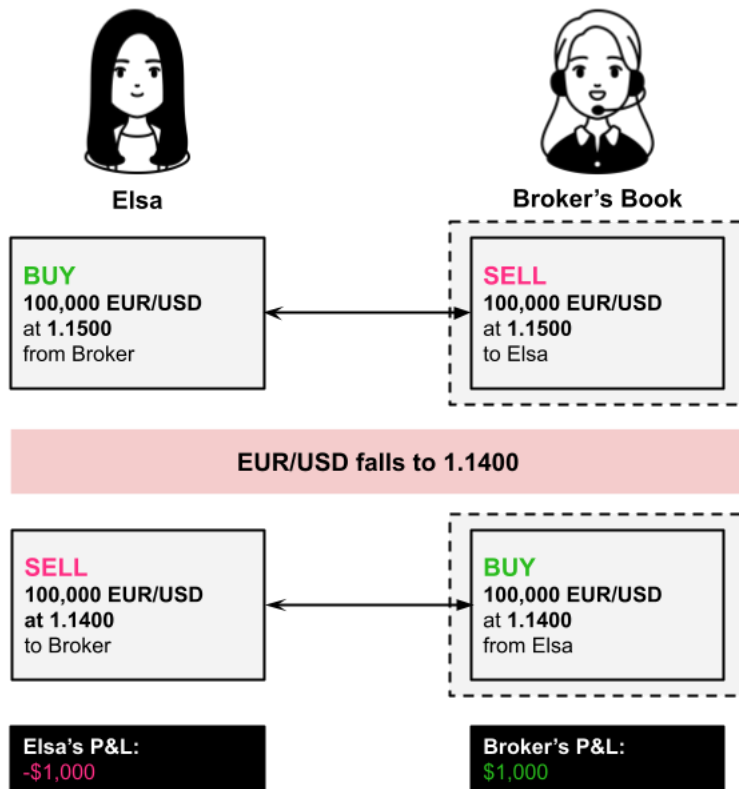 Elsa
Broker's Book
BUY
100,000 EUR/USD
at 1.1500
from Broker
SELL
100,000 EUR/USD
at 1.1500
to Elsa
EUR/USD falls to 1.1400
SELL
100,000 EUR/USD
at 1.1400
to Broker
BUY
100,000 EUR/USD
at 1.1400
from Elsa
Elsa's P&L:
-$1,000
Broker's P&L:
$1,000